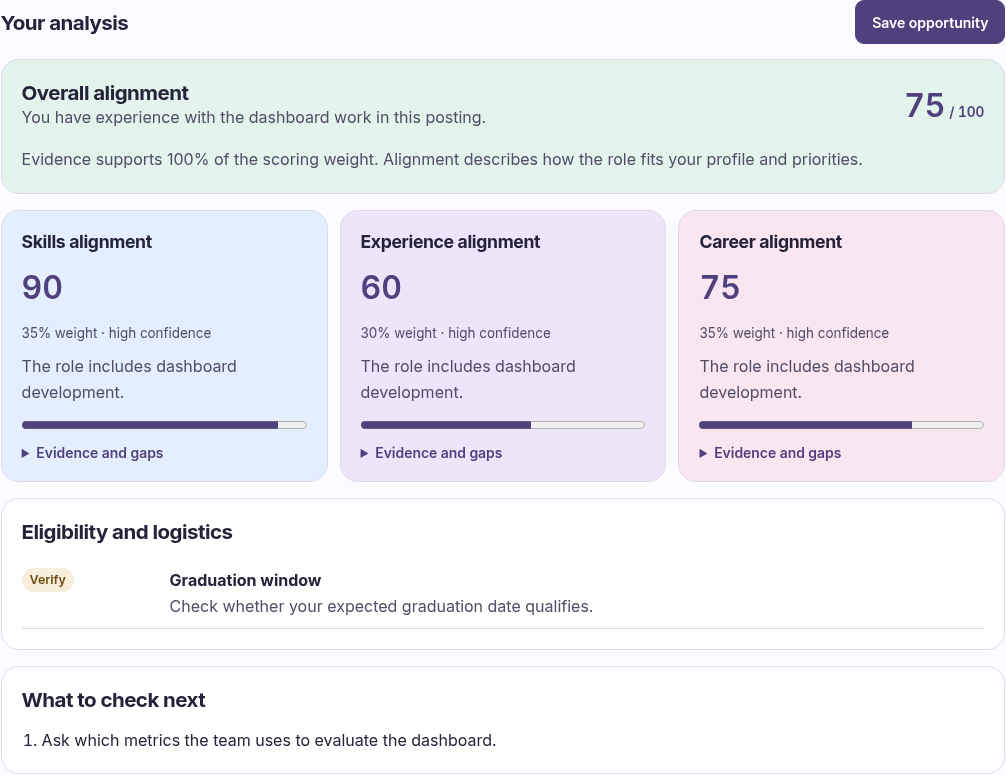 Your analysis
Save opportunity
Overall alignment
You have experience with the dashboard work in this posting.
75 / 100
Evidence supports 100% of the scoring weight. Alignment describes how the role fits your profile and priorities.
Skills alignment
90
35% weight · high confidence
The role includes dashboard
development.
Evidence and gaps
Experience alignment
60
30% weight · high confidence
The role includes dashboard
development.
Evidence and gaps
Career alignment
75
35% weight · high confidence
The role includes dashboard
development.
Evidence and gaps
Eligibility and logistics
Verify
Graduation window
Check whether your expected graduation date qualifies.
What to check next
1. Ask which metrics the team uses to evaluate the dashboard.